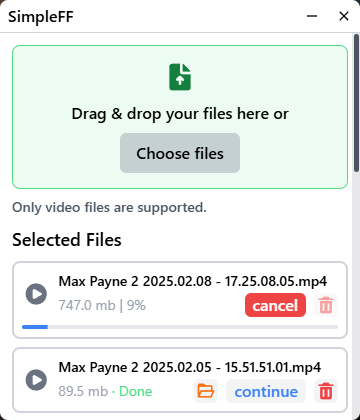 SimpleFF
Drag & drop your files here or
Choose files
Only video files are supported.
Selected Files
Max Payne 2 2025.02.08 - 17.25.08.05.mp4
747.0 mb | 9%
cancel
Max Payne 2 2025.02.05 - 15.51.51.01.mp4
89.5 mb · Done
continue